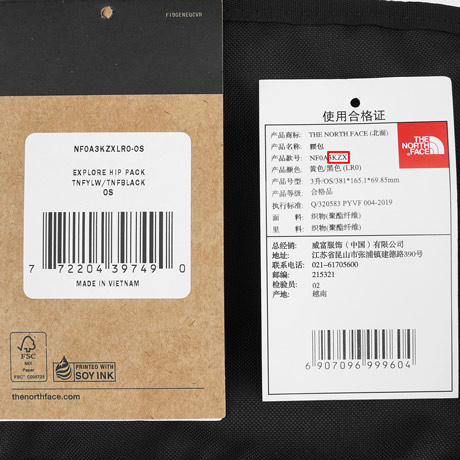 F19GENEQCVR
NF0A3KZXLR0-OS
EXPLORE HIP PACK
TNFYLW/TNFBLACK
OS
7 72204 39749 0
MADE IN VIETNAM
FSC
MIX
Paper
FSC® C008725
PRINTED WITH
SOY INK
thenorthface.com
使用合格证
产品商标: THE NORTH FACE (北面)
产品名称: 腰包
产品款号: NF0A3KZX
产品颜色: 黄色/黑色 (LR0)
产品号型: 3升/OS/381*165.1*69.85mm
产品等级: 合格品
执行标准: Q/320583 PYVF 004-2019
面 料: 织物(聚酯纤维)
里 料: 织物(聚酯纤维)
THE
NORTH
FACE
总经销: 威富服饰（中国）有限公司
地址: 江苏省昆山市张浦镇建德路390号
联系电话: 021-61705600
邮编: 215321
检验员: 02
产地: 越南
8 907096 999604